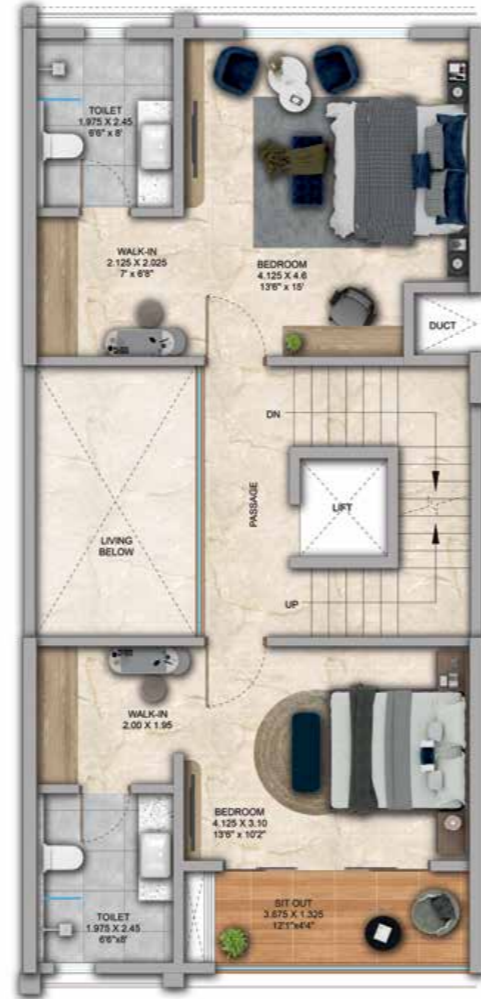 TOILET
1.975 X 2.45
6'6" x 8'
WALK-IN
2.125 X 2.025
7' x 6'8"
BEDROOM
4.125 X 4.6
13'6" x 15'
DUCT
DN
LIFT
PASSAGE
LIVING
BELOW
UP
WALK-IN
2.00 X 1.95
BEDROOM
4.125 X 3.10
13'6" x 10'2"
TOILET
1.975 X 2.45
6'6"x8'
SIT OUT
3.675 X 1.325
12'1"x4'4"